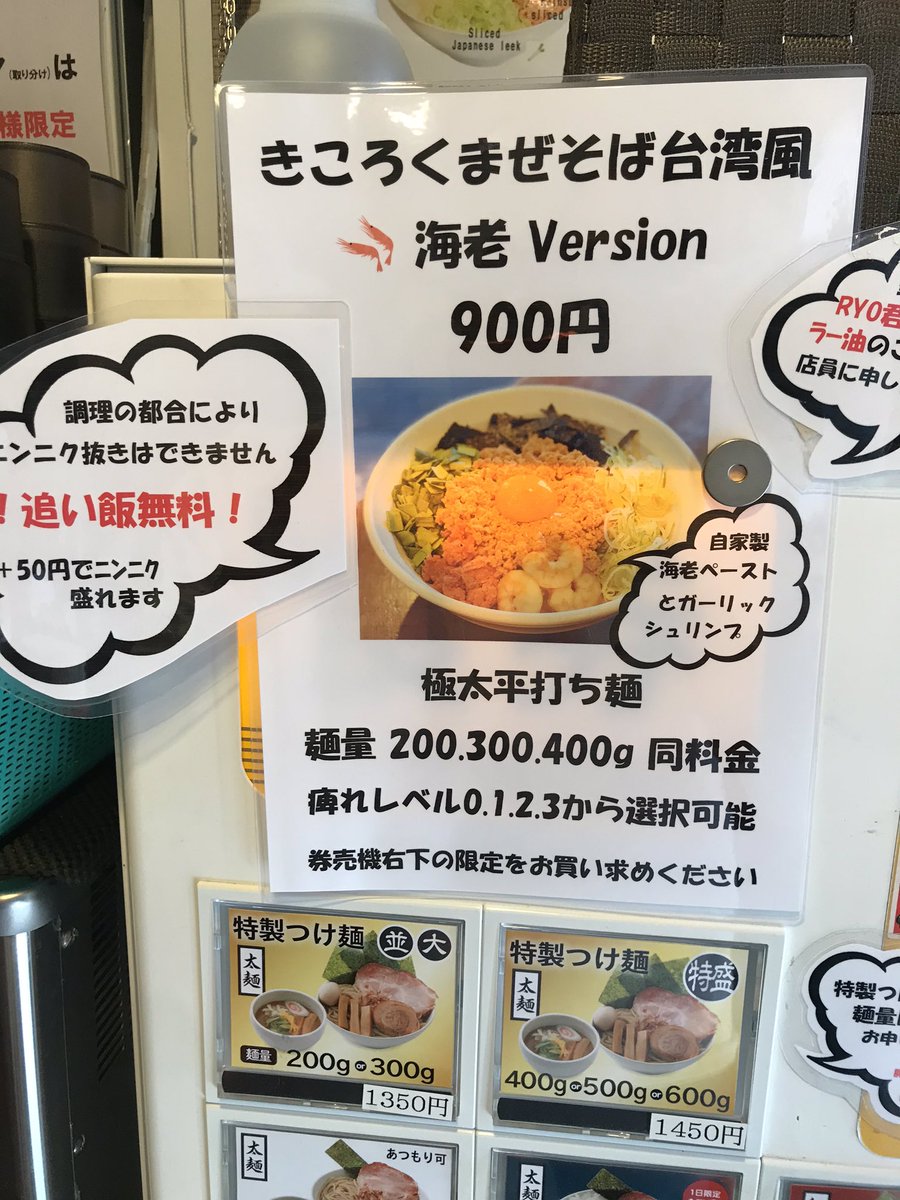 Sliced
Japanese leek
sliced
(取り分け)は
様限定
きころくまぜそば台湾風
海老 Version
900円
RYO君
ラー油のご
店員に申し
調理の都合により
ニンニク抜きはできません
!追い飯無料!
+50円でニンニク
盛れます
自家製
海老ペースト
とガーリック
シュリンプ
極太平打ち麺
麺量 200.300.400g 同料金
痺れレベル0.1.2.3から選択可能
券売機右下の限定をお買い求めください
特製つけ麺 並 大
太麺
麺量 200g or 300g
1350円
特製つけ麺 特盛
太麺
400g or 500g or 600g
1450円
特製つけ
麺量
お申
太麺
あつもり可
太麺
1日限定